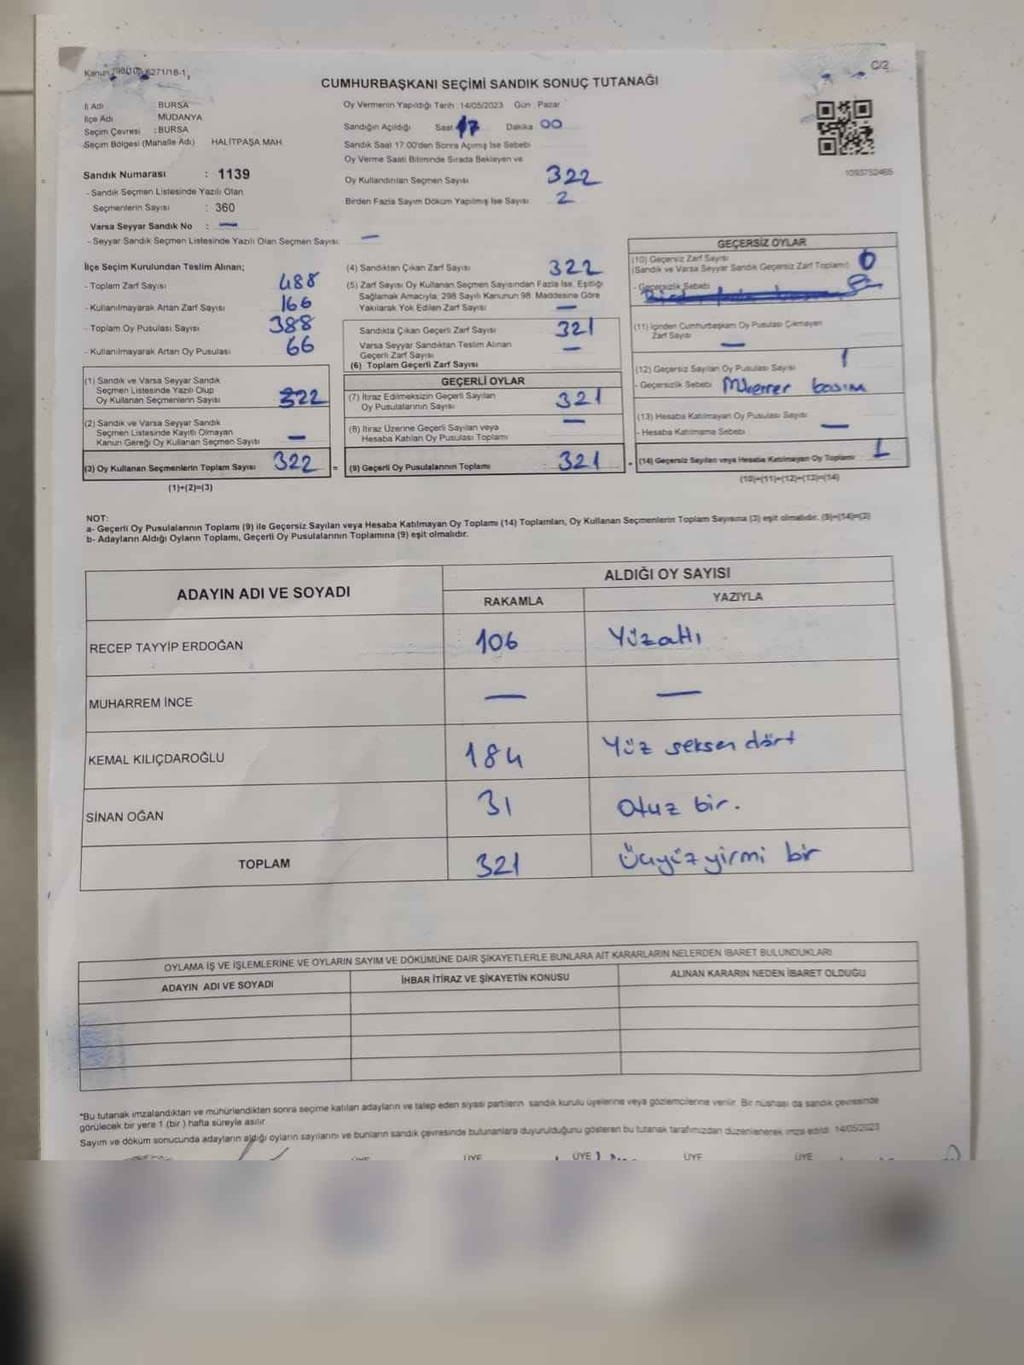 CUMHURBAŞKANI SEÇİMİ SANDIK SONUÇ TUTANAĞI
C/2
İl Adı BURSA
İlçe Adı MUDANYA
Seçim Çevresi : BURSA
Seçim Bölgesi (Mahalle Adı) HALİTPAŞA MAH.
Sandık Numarası : 1139
- Sandık Seçmen Listesinde Yazılı Olan
Seçmenlerin Sayısı : 360
Varsa Seyyar Sandık No : —
- Seyyar Sandık Seçmen Listesinde Yazılı Olan Seçmen Sayısı: —
Oy Vermenin Yapıldığı Tarih :14/05/2023 Gün : Pazar
Sandığın Açıldığı Saat 17 Dakika 00
Sandık Saat 17.00'den Sonra Açılmış İse Sebebi
Oy Verme Saati Bitiminde Sırada Bekleyen ve
Oy Kullandırılan Seçmen Sayısı 322
Birden Fazla Sayım Döküm Yapılmış İse Sayısı 2
İlçe Seçim Kurulundan Teslim Alınan;
- Toplam Zarf Sayısı 488
- Kullanılmayarak Artan Zarf Sayısı 166
- Toplam Oy Pusulası Sayısı 388
- Kullanılmayarak Artan Oy Pusulası 66
(1) Sandık ve Varsa Seyyar Sandık
Seçmen Listesinde Yazılı Olup
Oy Kullanan Seçmenlerin Sayısı 322
(2) Sandık ve Varsa Seyyar Sandık
Seçmen Listesinde Kayıtlı Olmayan
Kanun Gereği Oy Kullanan Seçmen Sayısı —
(3) Oy Kullanan Seçmenlerin Toplam Sayısı 322
(1)+(2)=(3)
(4) Sandıktan Çıkan Zarf Sayısı 322
(5) Zarf Sayısı Oy Kullanan Seçmen Sayısından Fazla İse, Eşitliği
Sağlamak Amacıyla, 298 Sayılı Kanunun 98. Maddesine Göre
Yakılarak Yok Edilen Zarf Sayısı —
Sandıkta Çıkan Geçerli Zarf Sayısı 321
Varsa Seyyar Sandıktan Teslim Alınan
Geçerli Zarf Sayısı —
(6) Toplam Geçerli Zarf Sayısı
GEÇERLİ OYLAR
(7) İtiraz Edilmeksizin Geçerli Sayılan
Oy Pusulalarının Sayısı 321
(8) İtiraz Üzerine Geçerli Sayılan veya
Hesaba Katılan Oy Pusulası Toplamı —
= (9) Geçerli Oy Pusulalarının Toplamı 321
GEÇERSİZ OYLAR
(10) Geçersiz Zarf Sayısı
(Sandık ve Varsa Seyyar Sandık Geçersiz Zarf Toplamı) 0
- Geçersizlik Sebebi
(11) İçinden Cumhurbaşkanı Oy Pusulası Çıkmayan
Zarf Sayısı —
(12) Geçersiz Sayılan Oy Pusulası Sayısı 1
- Geçersizlik Sebebi Mükerrer basım
(13) Hesaba Katılmayan Oy Pusulası Sayısı
- Hesaba Katılmama Sebebi —
+ (14) Geçersiz Sayılan veya Hesaba Katılmayan Oy Toplamı 1
(10)+(11)+(12)+(13)=(14)
NOT:
a- Geçerli Oy Pusulalarının Toplamı (9) ile Geçersiz Sayılan veya Hesaba Katılmayan Oy Toplamı (14) Toplamları, Oy Kullanan Seçmenlerin Toplam Sayısına (3) eşit olmalıdır. (9)+(14)=(3)
b- Adayların Aldığı Oyların Toplamı, Geçerli Oy Pusulalarının Toplamına (9) eşit olmalıdır.
ADAYIN ADI VE SOYADI
ALDIĞI OY SAYISI
RAKAMLA YAZIYLA
RECEP TAYYİP ERDOĞAN 106 Yüzaltı
MUHARREM İNCE — —
KEMAL KILIÇDAROĞLU 184 Yüz seksen dört
SİNAN OĞAN 31 Otuz bir.
TOPLAM 321 Üçyüz yirmi bir
OYLAMA İŞ VE İŞLEMLERİNE VE OYLARIN SAYIM VE DÖKÜMÜNE DAİR ŞİKAYETLERLE BUNLARA AİT KARARLARIN NELERDEN İBARET BULUNDUKLARI
ADAYIN ADI VE SOYADI İHBAR İTİRAZ VE ŞİKAYETİN KONUSU ALINAN KARARIN NEDEN İBARET OLDUĞU
*Bu tutanak imzalandıktan ve mühürlendikten sonra seçime katılan adayların ve talep eden siyasi partilerin sandık kurulu üyelerine veya gözlemcilerine verilir. Bir nüshası da sandık çevresinde
görülecek bir yere 1 (bir) hafta süreyle asılır.
Sayım ve döküm sonucunda adayların aldığı oyların sayılarını ve bunların sandık çevresinde bulunanlara duyurulduğunu gösteren bu tutanak tarafımızdan düzenlenerek imza edildi. 14/05/2023
ÜYE ÜYE ÜYE ÜYE ÜYE